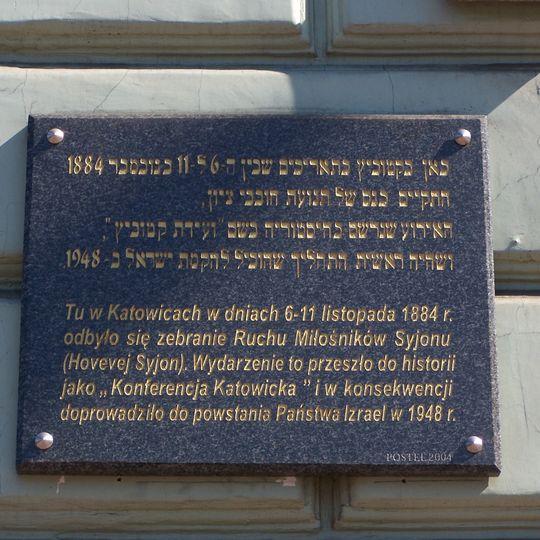 כאן בקטוביץ בתאריכים שבין ה-6 ל-11 בנובמבר 1884
התקיים כנס של תנועת חובבי ציון,
האירוע שנרשם בהיסטוריה בשם "ועידת קטוביץ",
ושהיה ראשית התהליך שהוביל להקמת ישראל ב- 1948.
Tu w Katowicach w dniach 6-11 listopada 1884 r.
odbyło się zebranie Ruchu Miłośników Syjonu
(Hovevej Syjon). Wydarzenie to przeszło do historii
jako „ Konferencja Katowicka ” i w konsekwencji
doprowadziło do powstania Państwa Izrael w 1948 r.
POSTEL 2004